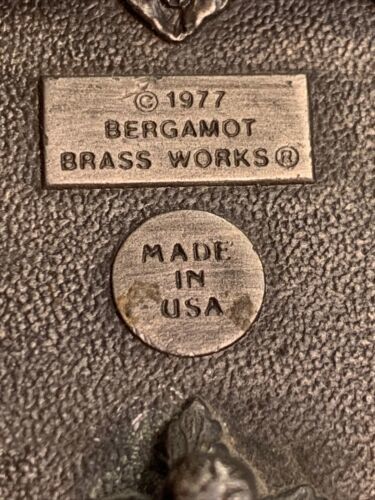 © 1977
BERGAMOT
BRASS WORKS®
MADE
IN
USA